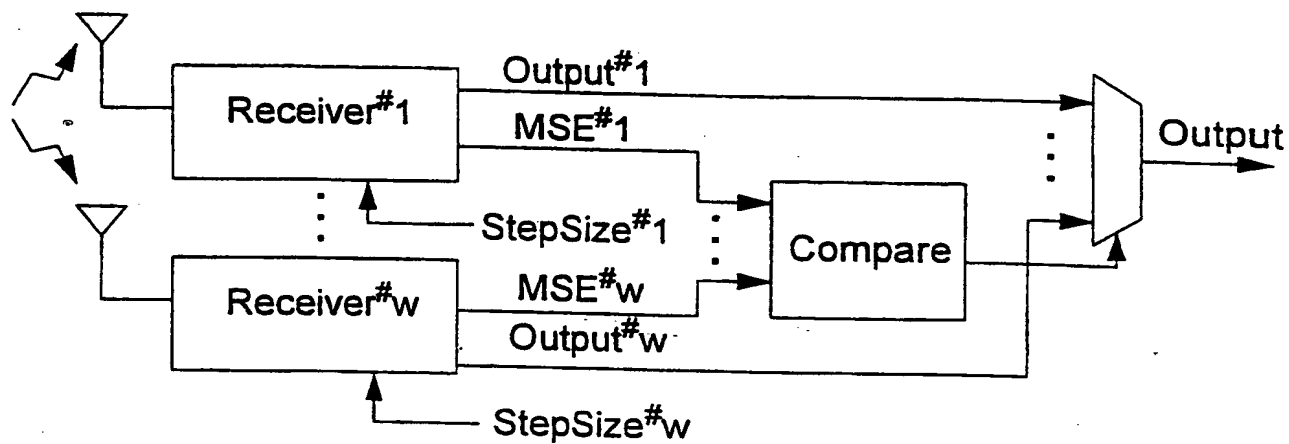 Output#1
Receiver#1
MSE#1
Output
StepSize#1
Compare
MSE#w
Receiver#w
Output#w
StepSize#w